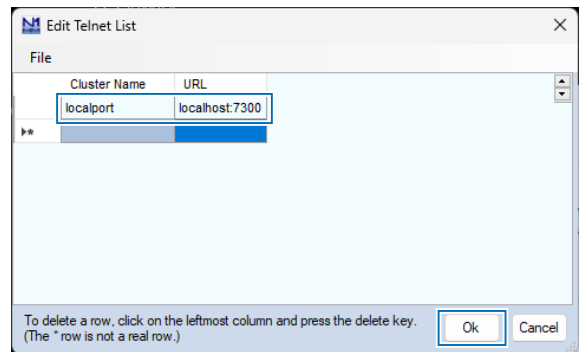 Edit Telnet List
File
Cluster Name URL
localport localhost:7300
To delete a row, click on the leftmost column and press the delete key.
(The * row is not a real row.)
Ok Cancel